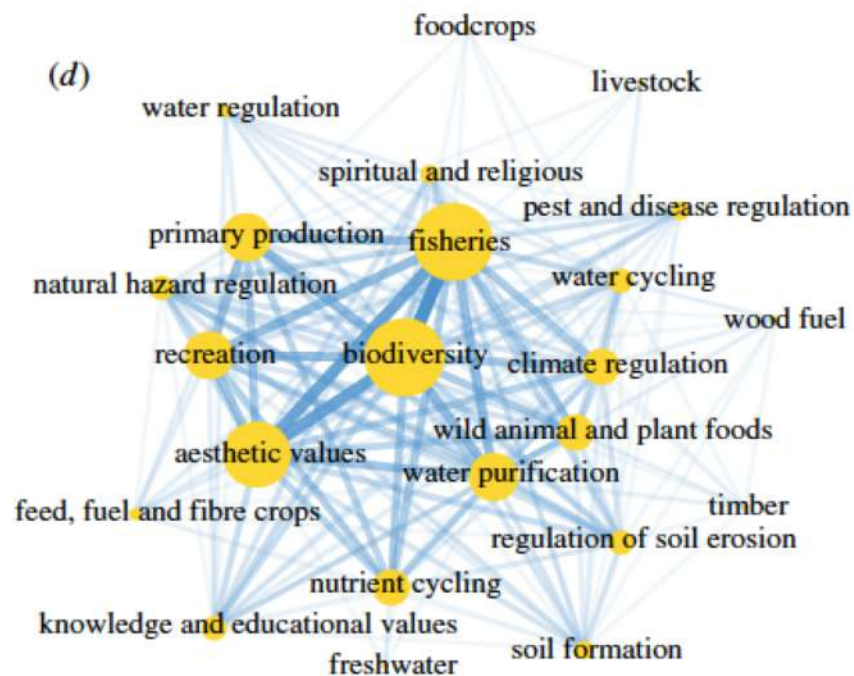 foodcrops
(d)
livestock
water regulation
spiritual and religious
pest and disease regulation
primary production
fisheries
natural hazard regulation
water cycling
wood fuel
recreation
biodiversity
climate regulation
wild animal and plant foods
aesthetic values
water purification
timber
feed, fuel and fibre crops
regulation of soil erosion
nutrient cycling
knowledge and educational values
soil formation
freshwater